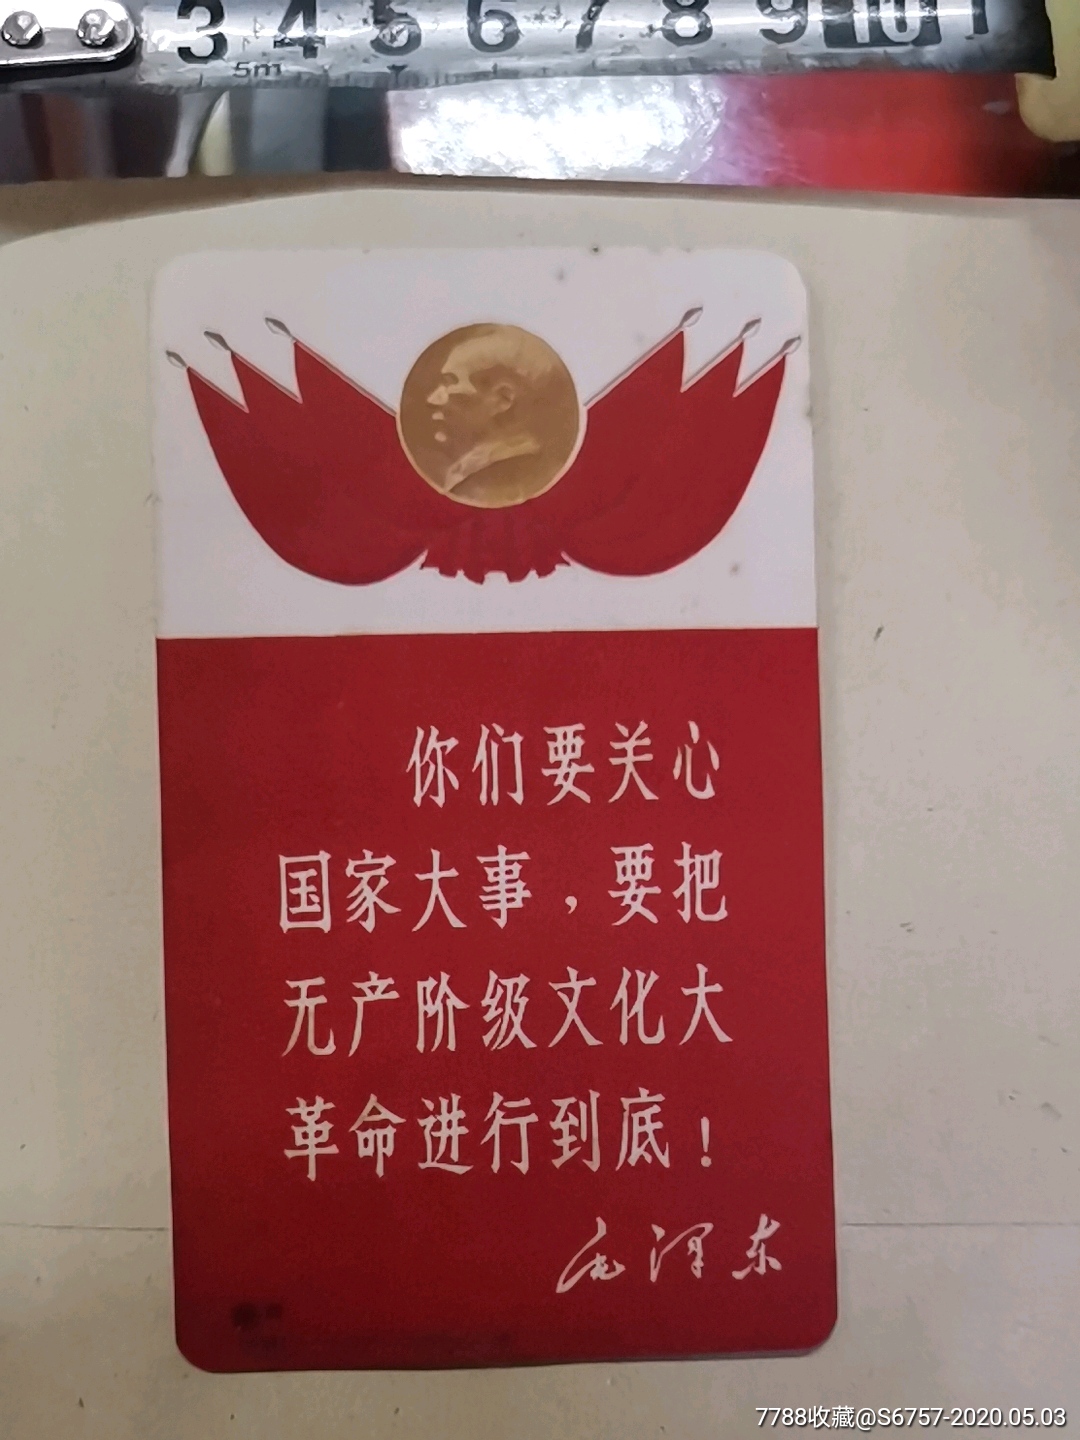 3 4 5 6 7 8 9 10 1
5m
你们要关心
国家大事，要把
无产阶级文化大
革命进行到底！
毛泽东
7788收藏@S6757-2020.05.03